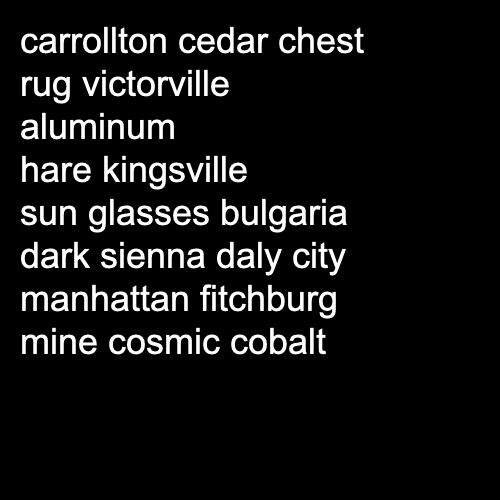 carrollton cedar chest
rug victorville
aluminum
hare kingsville
sun glasses bulgaria
dark sienna daly city
manhattan fitchburg
mine cosmic cobalt